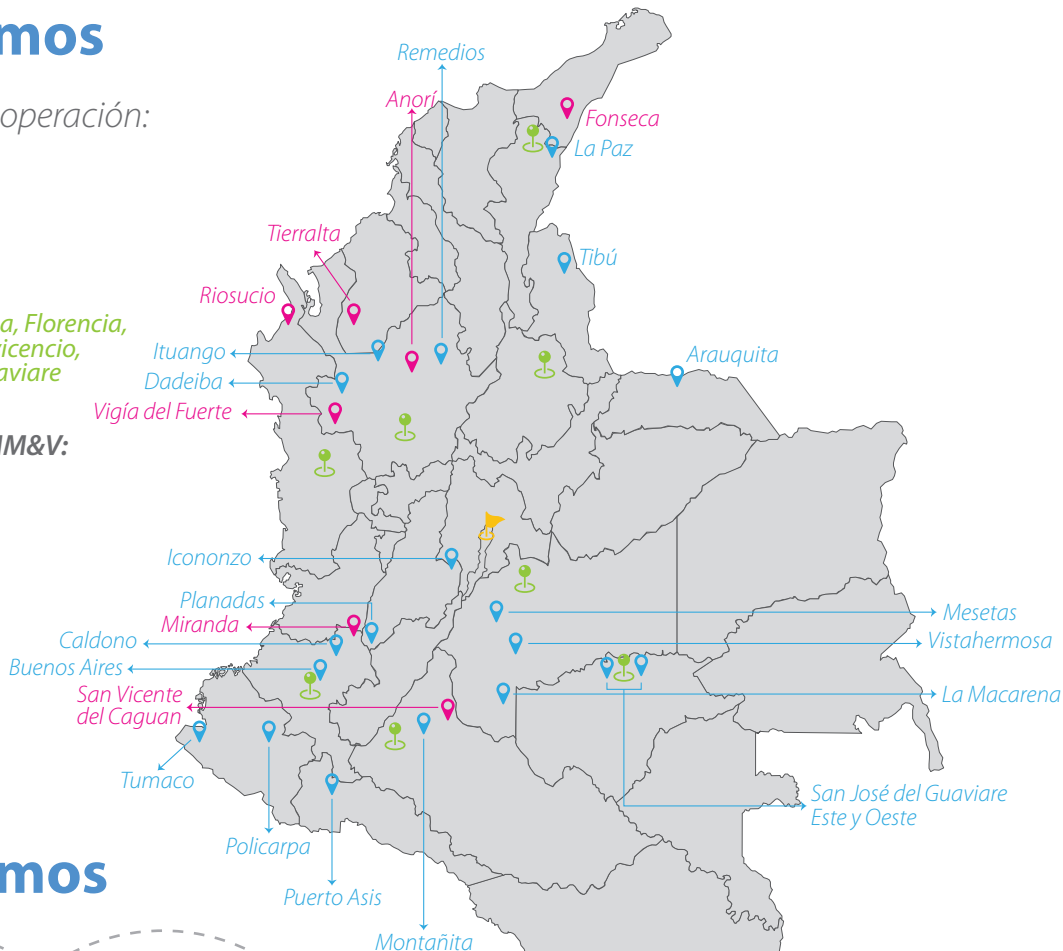 mos
operación:
a, Florencia,
vicencio,
aviare
MM&V:
Remedios
Anorí
Fonseca
La Paz
Tierralta
Tibú
Riosucio
Ituango
Arauquita
Dadeiba
Vigía del Fuerte
Icononzo
Planadas
Miranda
Mesetas
Caldono
Vistahermosa
Buenos Aires
San Vicente
del Caguan
La Macarena
Tumaco
San José del Guaviare
Este y Oeste
Policarpa
mos
Puerto Asis
Montañita